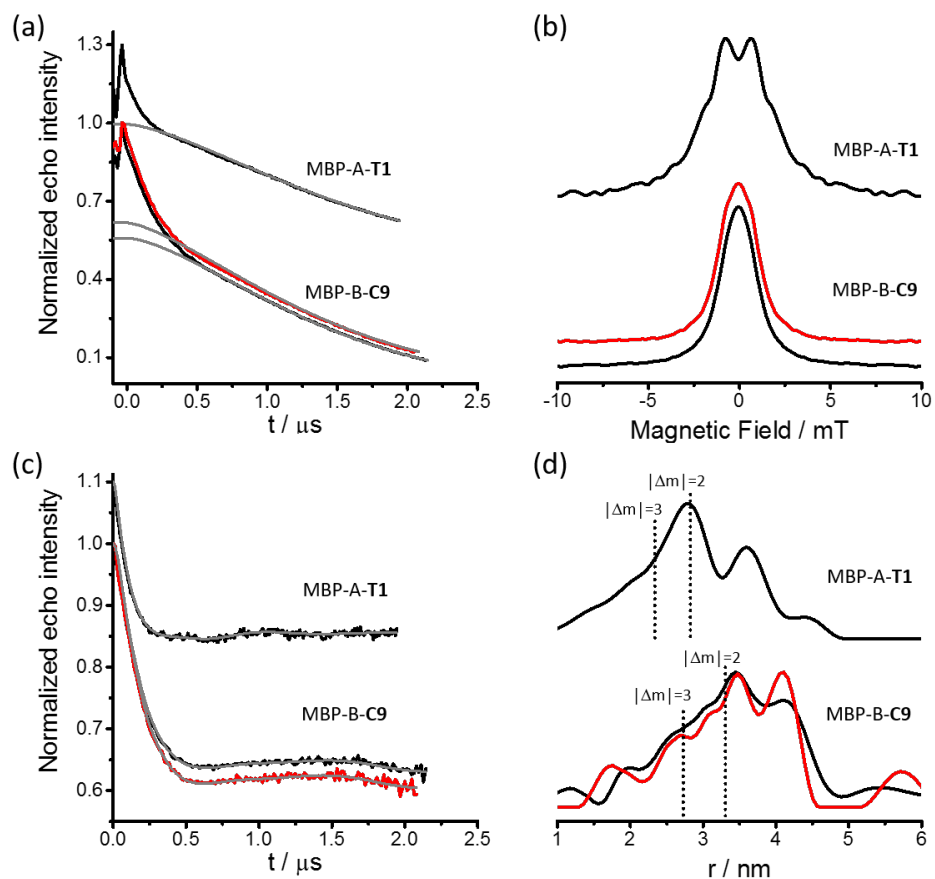 (a)
Normalized echo intensity
1.3
1.0
0.7
0.4
0.1
MBP-A-T1
MBP-B-C9
0.0 0.5 1.0 1.5 2.0 2.5
t / μs
(b)
MBP-A-T1
MBP-B-C9
-10 -5 0 5 10
Magnetic Field / mT
(c)
Normalized echo intensity
1.1
1.0
0.9
0.8
0.7
0.6
MBP-A-T1
MBP-B-C9
0.0 0.5 1.0 1.5 2.0 2.5
t / μs
(d)
|Δm|=2
|Δm|=3
MBP-A-T1
|Δm|=2
|Δm|=3
MBP-B-C9
1 2 3 4 5 6
r / nm